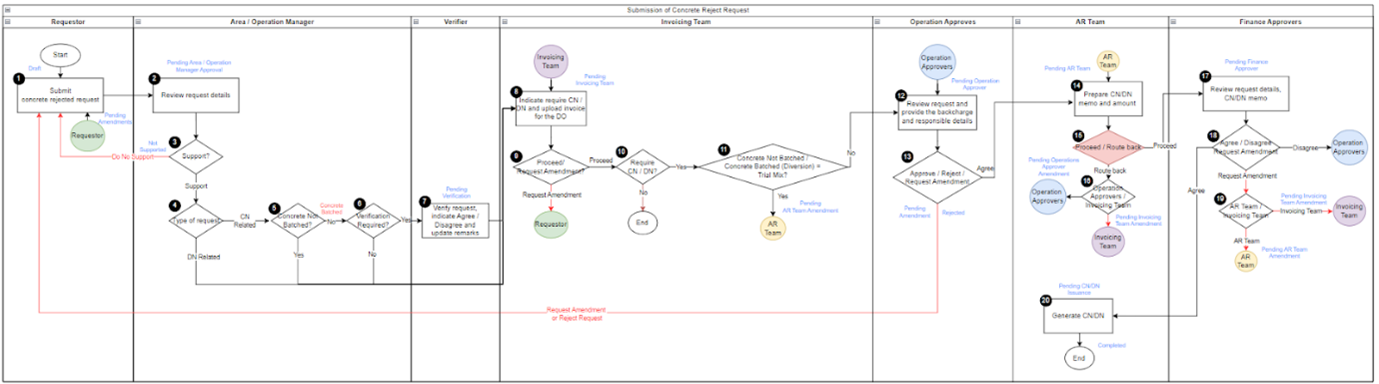 Submission of Concrete Reject Request
Requestor
Area / Operation Manager
Verifier
Invoicing Team
Operation Approves
AR Team
Finance Approvers
Start
Draft
1
Submit
concrete rejected request
Pending
Amendments
Requestor
Pending Area / Operation
Manager Approval
2
Review request details
Not
Supported
3
Support?
Do No Support
Support
4
Type of request
CN
Related
DN Related
5
Concrete Not
Batched?
Concrete
Batched
No
Yes
6
Verification
Required?
Yes
No
Pending
Verification
7
Verify request,
indicate Agree /
Disagree and
update remarks
Invoicing
Team
Pending
Invoicing Team
8
Indicate require CN /
DN and upload invoice
for the DO
9
Proceed/
Request Amendment?
Proceed
Request Amendment
Requestor
10
Require
CN / DN?
Yes
No
End
11
Concrete Not Batched /
Concrete Batched (Diversion) =
Trial Mix?
No
Yes
Pending
AR Team Amendment
AR
Team
Operation
Approvers
Pending Operation
Approver
12
Review request and
provide the backcharge
and responsible details
13
Approve / Reject /
Request Amendment
Agree
Pending
Amendment
Rejected
Request Amendment
or Reject Request
AR
Team
Pending AR Team
14
Prepare CN/DN
memo and amount
15
Proceed / Route back
Proceed
Route back
Pending Operations
Approver
Amendment
16
Operation
Approvers /
Invoicing Team
Operation
Approvers
Pending Invoicing
Team Amendment
Invoicing
Team
Pending CN/DN
Issuance
20
Generate CN/DN
Completed
End
17
Pending Finance
Approver
Review request details,
CN/DN memo
18
Agree / Disagree
Request Amendment
Disagree
Operation
Approvers
Agree
Request Amendment
19
AR Team /
Invoicing Team
Pending Invoicing
Team Amendment
Invoicing Team
Invoicing
Team
AR Team
Pending AR Team
Amendment
AR
Team